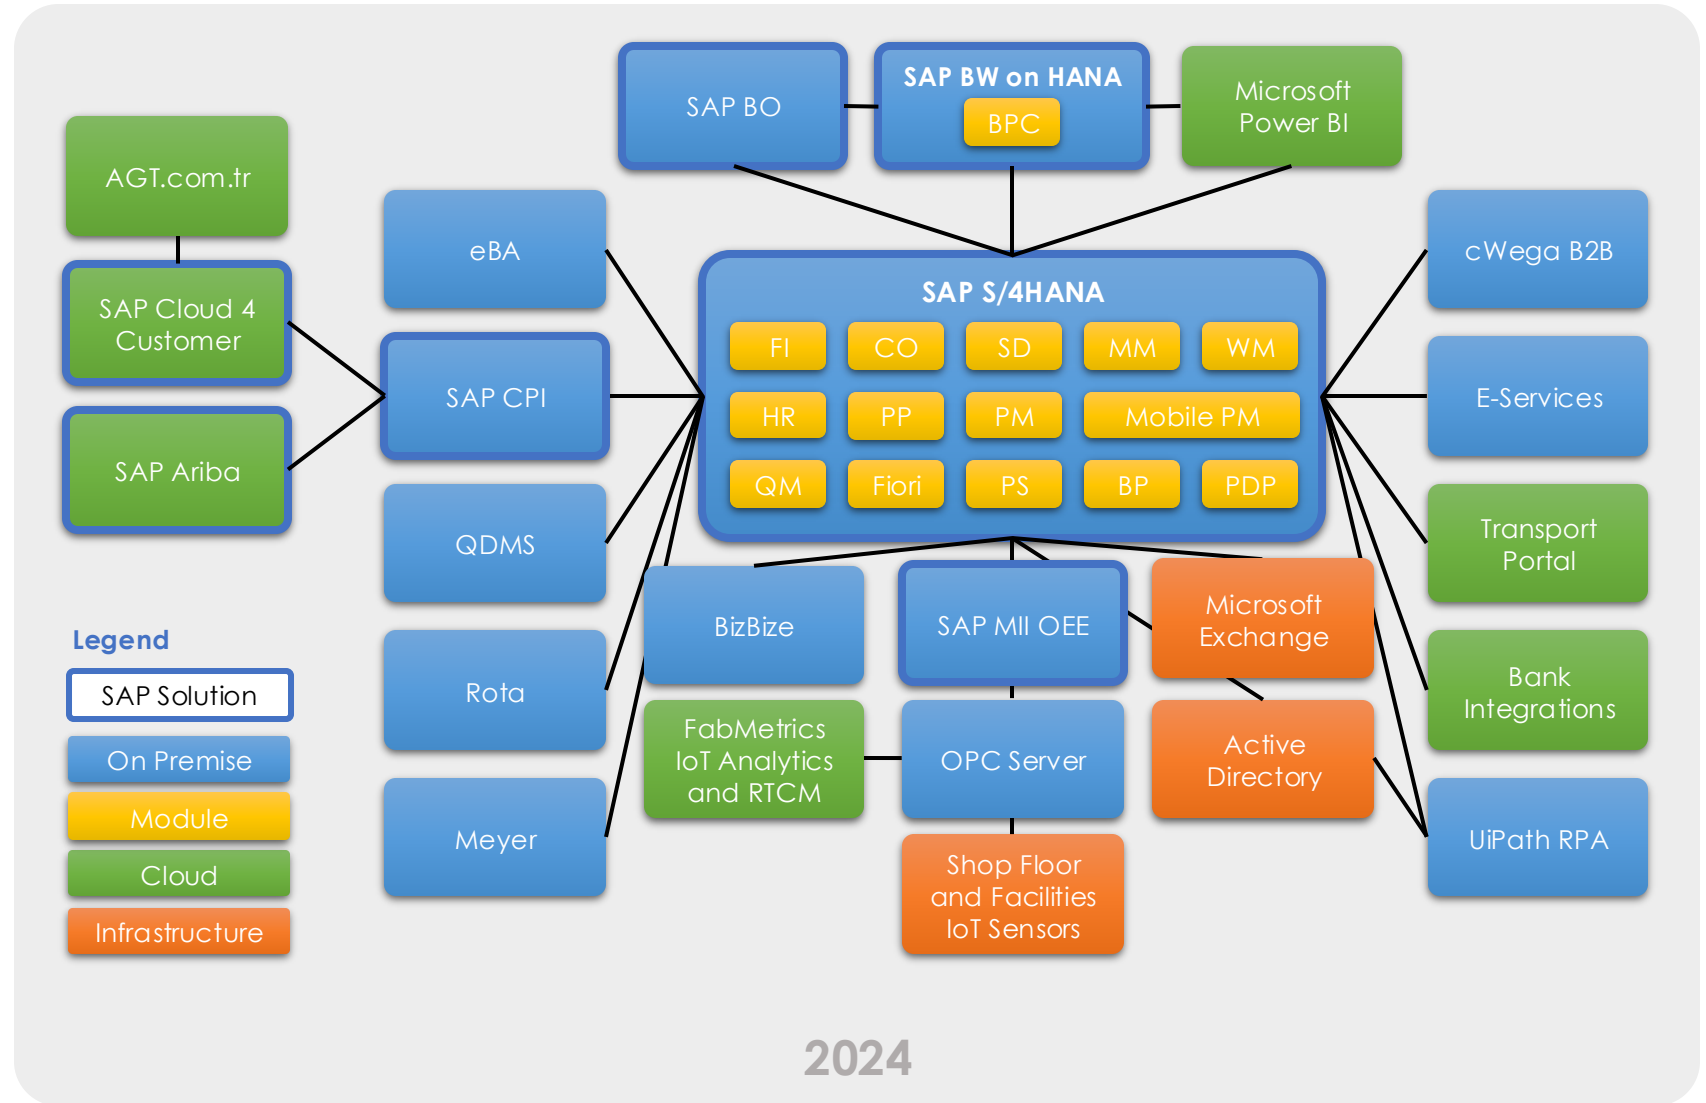 SAP BO
SAP BW on HANA
BPC
Microsoft
Power BI
AGT.com.tr
SAP Cloud 4
Customer
SAP Ariba
eBA
SAP CPI
QDMS
Rota
Meyer
SAP S/4HANA
FI
CO
SD
MM
WM
HR
PP
PM
Mobile PM
QM
Fiori
PS
BP
PDP
cWega B2B
E-Services
Transport
Portal
Bank
Integrations
UiPath RPA
BizBize
SAP MII OEE
Microsoft
Exchange
FabMetrics
IoT Analytics
and RTCM
OPC Server
Active
Directory
Shop Floor
and Facilities
IoT Sensors
Legend
SAP Solution
On Premise
Module
Cloud
Infrastructure
2024